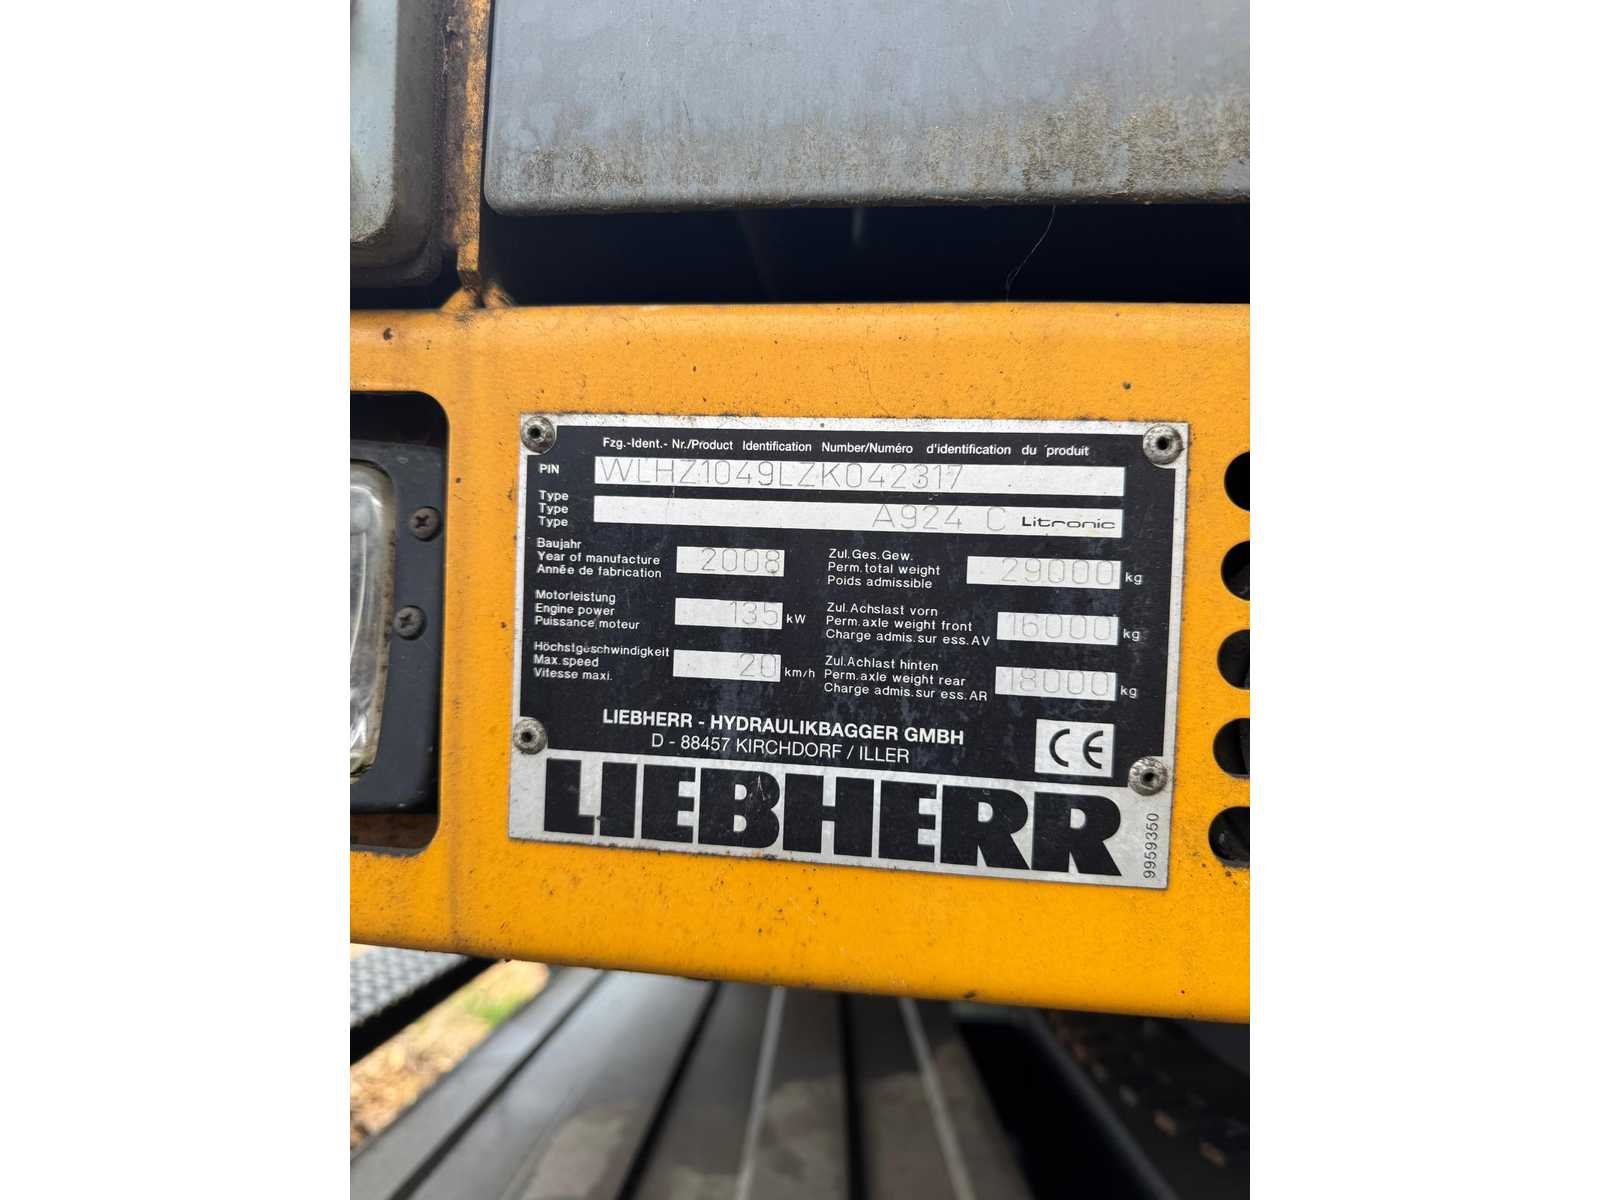 Fzg.-Ident.- Nr./Product Identification Number/Numéro d'identification du produit
PIN WLHZ1049LZK042317
Type
Type A924 C Litronic
Type
Baujahr
Year of manufacture 2008
Année de fabrication
Zul.Ges.Gew.
Perm.total weight 29000 kg
Poids admissible
Motorleistung
Engine power 135 kW
Puissance moteur
Zul.Achslast vorn
Perm.axle weight front 16000 kg
Charge admis.sur ess.AV
Höchstgeschwindigkeit
Max.speed 20 km/h
Vitesse maxi.
Zul.Achlast hinten
Perm.axle weight rear 18000 kg
Charge admis.sur ess.AR
LIEBHERR - HYDRAULIKBAGGER GMBH
D - 88457 KIRCHDORF / ILLER
CE
LIEBHERR
9959350